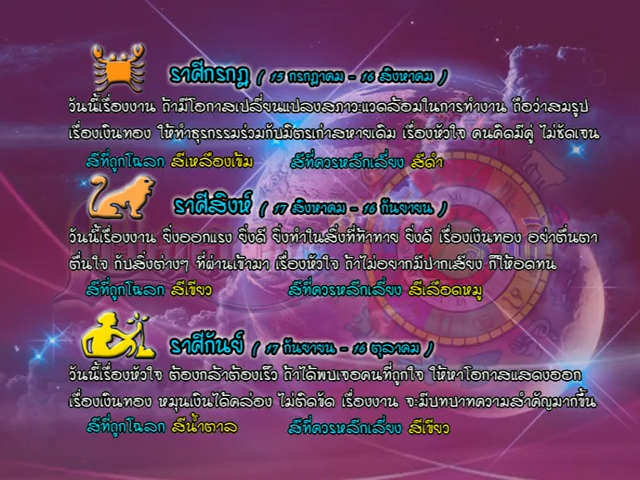 ราศีกรกฎ ( 15 กรกฎาคม - 16 สิงหาคม )
วันนี้เรื่องงาน ถ้ามีโอกาสเปลี่ยนแปลงสภาวะแวดล้อมในการทำงาน ถือว่าสมรูป
เรื่องเงินทอง ให้ทำธุรกรรมร่วมกับมิตรเก่าสหายเดิม เรื่องหัวใจ คนคิดมีคู่ ไม่ชัดเจน
สีที่ถูกโฉลก สีเหลืองเข้ม สีที่ควรหลีกเลี่ยง สีดำ
ราศีสิงห์ ( 17 สิงหาคม - 16 กันยายน )
วันนี้เรื่องงาน ยิ่งออกแรง ยิ่งดี ยิ่งทำในสิ่งที่ท้าทาย ยิ่งดี เรื่องเงินทอง อย่าตื่นตา
ตื่นใจ กับสิ่งต่างๆ ที่ผ่านเข้ามา เรื่องหัวใจ ถ้าไม่อยากมีปากเสียง ก็ให้อดทน
สีที่ถูกโฉลก สีเขียว สีที่ควรหลีกเลี่ยง สีเลือดหมู
ราศีกันย์ ( 17 กันยายน - 16 ตุลาคม )
วันนี้เรื่องหัวใจ ต้องกล้าต้องเร็ว ถ้าได้พบเจอคนที่ถูกใจ ให้หาโอกาสแสดงออก
เรื่องเงินทอง หมุนเงินได้คล่อง ไม่ติดขัด เรื่องงาน จะมีบทบาทความสำคัญมากขึ้น
สีที่ถูกโฉลก สีน้ำตาล สีที่ควรหลีกเลี่ยง สีเขียว